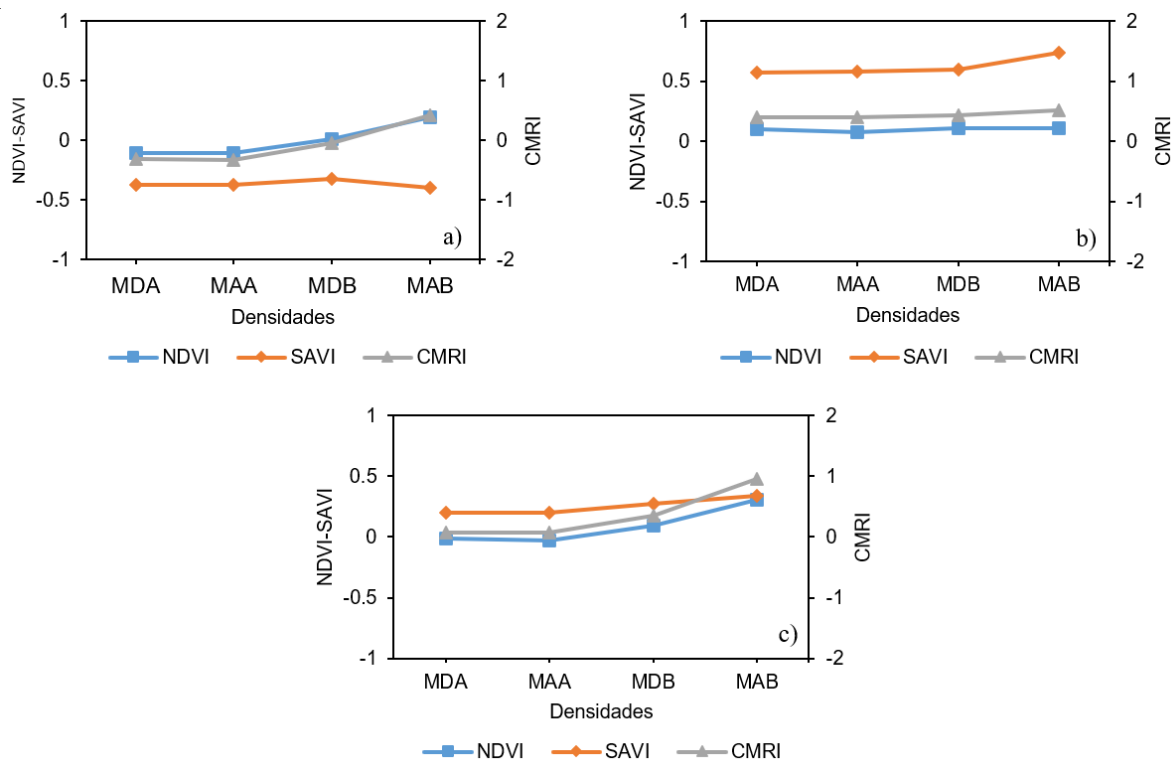 1
0.5
0
-0.5
-1
NDVI-SAVI
2
1
0
-1
-2
CMRI
a)
MDA MAA MDB MAB
Densidades
NDVI SAVI CMRI
1
0.5
0
-0.5
-1
NDVI-SAVI
2
1
0
-1
-2
CMRI
b)
MDA MAA MDB MAB
Densidades
NDVI SAVI CMRI
1
0.5
0
-0.5
-1
NDVI-SAVI
2
1
0
-1
-2
CMRI
c)
MDA MAA MDB MAB
Densidades
NDVI SAVI CMRI